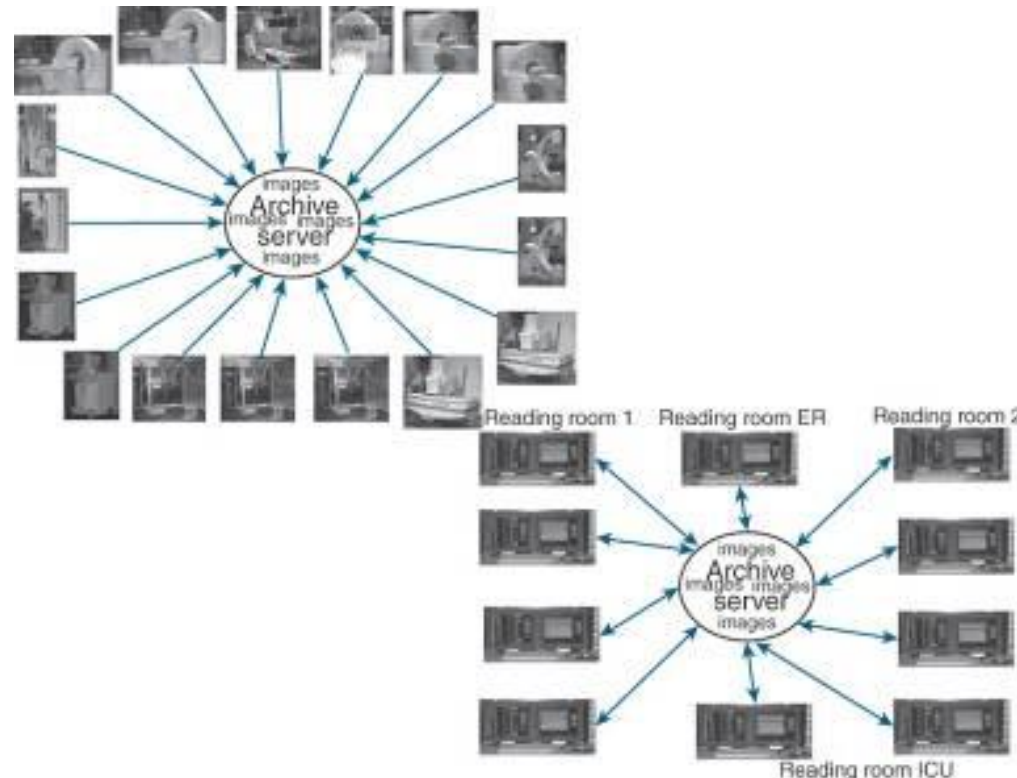 images
Archive
images images
server
images
Reading room 1 Reading room ER Reading room 2
images
Archive
images images
server
images
Reading room ICU